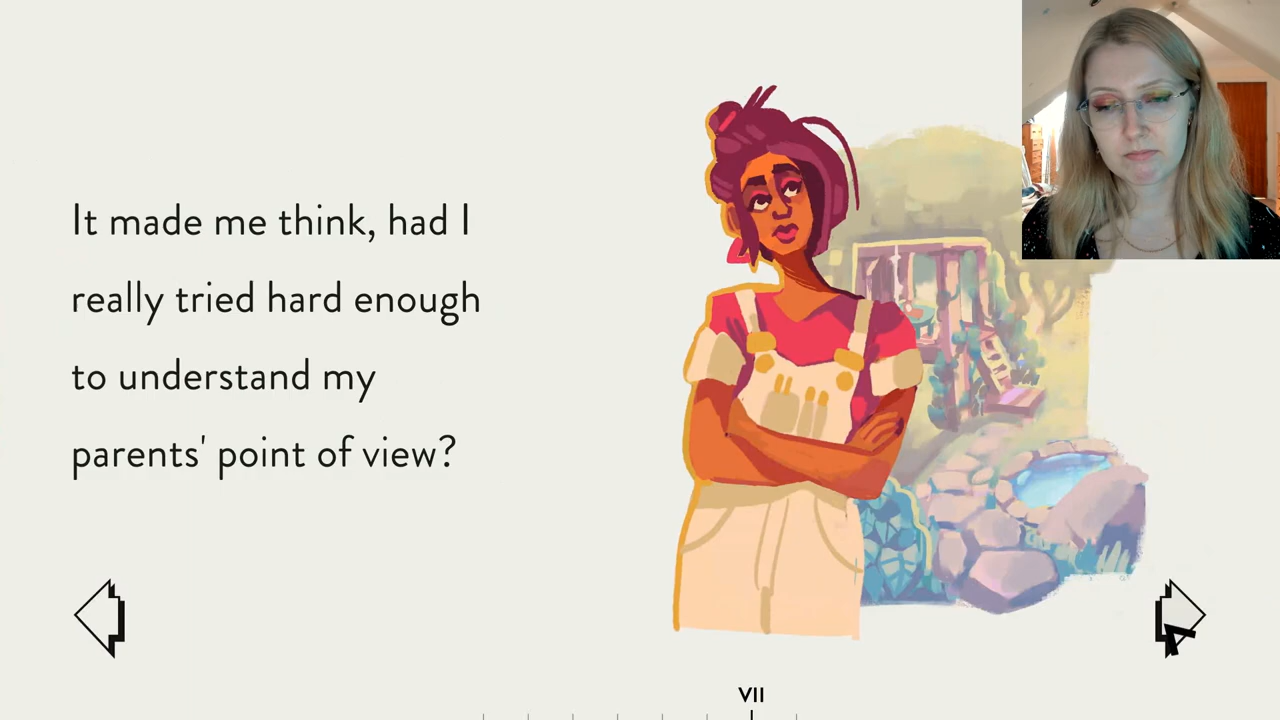 It made me think, had I
really tried hard enough
to understand my
parents' point of view?
VII